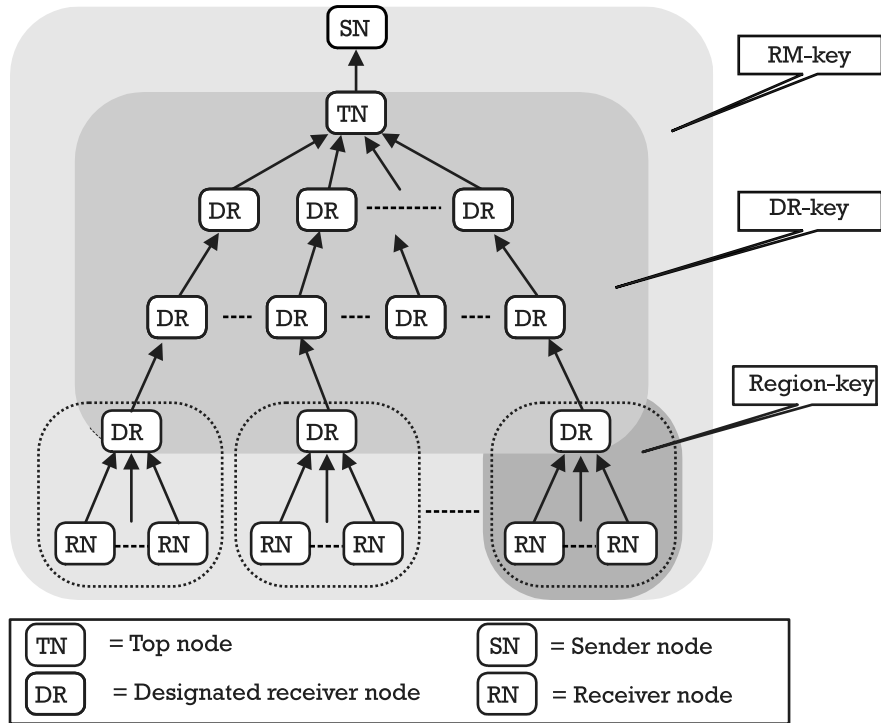 SN
RM-key
TN
DR-key
DR DR DR
DR DR DR DR
Region-key
DR DR DR
RN RN RN RN RN RN
TN = Top node
SN = Sender node
DR = Designated receiver node
RN = Receiver node